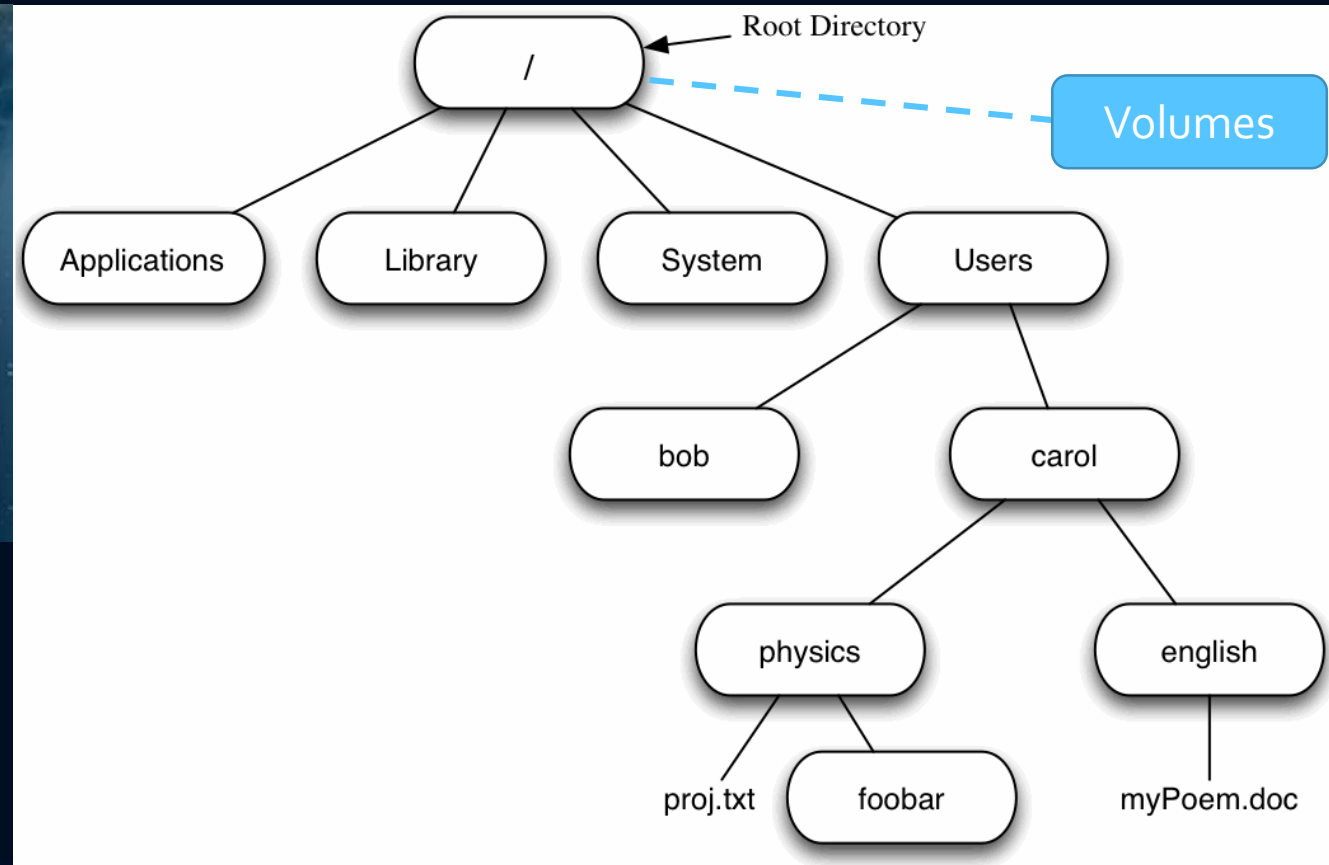 Root Directory
/
Volumes
Applications
Library
System
Users
bob
carol
physics
english
proj.txt
foobar
myPoem.doc